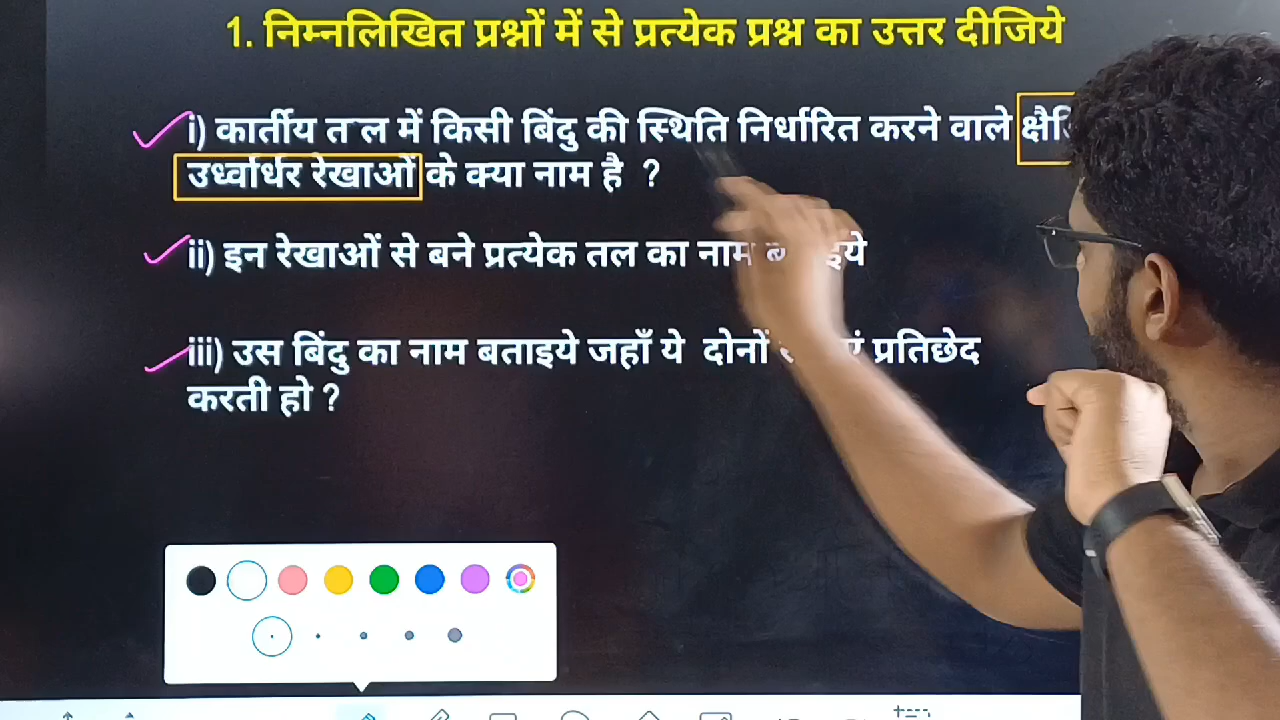 1. निम्नलिखित प्रश्नों में से प्रत्येक प्रश्न का उत्तर दीजिये
i) कार्तीय त ल में किसी बिंदु की स्थिति निर्धारित करने वाले
उर्ध्वार्धर रेखाओं के क्या नाम है ?
ii) इन रेखाओं से बने प्रत्येक तल का नाम
iii) उस बिंदु का नाम बताइये जहाँ ये दोनों प्रतिछेद
करती हो ?